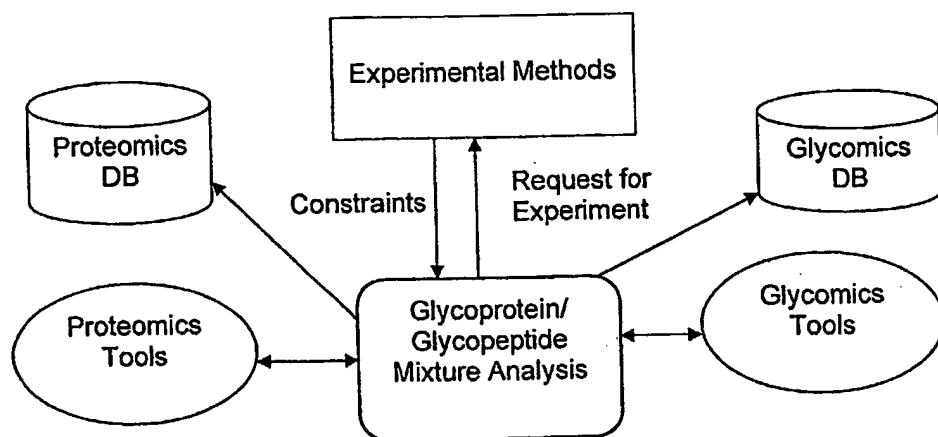 Experimental Methods
Proteomics
DB
Glycomics
DB
Constraints
Request for
Experiment
Proteomics
Tools
Glycoprotein/
Glycopeptide
Mixture Analysis
Glycomics
Tools